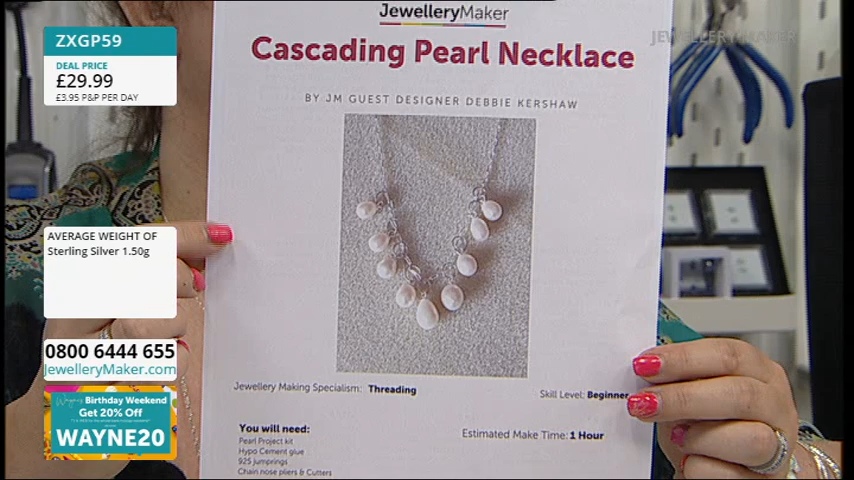 ZXGP59
DEAL PRICE
£29.99
£3.95 P&P PER DAY
AVERAGE WEIGHT OF
Sterling Silver 1.50g
0800 6444 655
JewelleryMaker.com
Wayne's Birthday Weekend
Get 20% Off
WAYNE20
JewelleryMaker
Cascading Pearl Necklace
BY JM GUEST DESIGNER DEBBIE KERSHAW
Jewellery Making Specialism: Threading
Skill Level: Beginner
You will need:
Estimated Make Time: 1 Hour
Pearl Project kit
Hypo Cement glue
925 jumprings
Chain nose pliers & Cutters
JEWELLERY MAKER